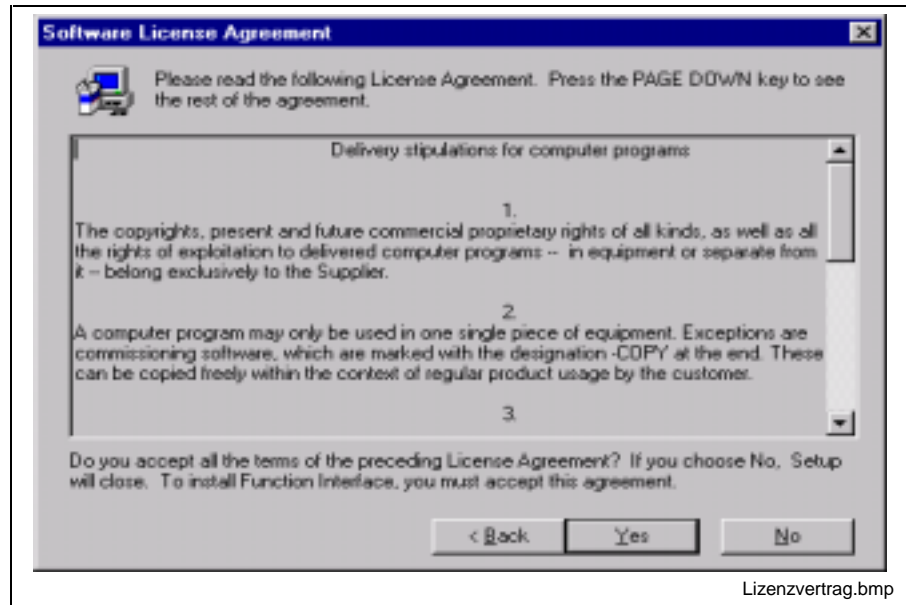 Software License Agreement
Please read the following License Agreement. Press the PAGE DOWN key to see
the rest of the agreement.
Delivery stipulations for computer programs
1.
The copyrights, present and future commercial proprietary rights of all kinds, as well as all
the rights of exploitation to delivered computer programs -- in equipment or separate from
it -- belong exclusively to the Supplier.
2.
A computer program may only be used in one single piece of equipment. Exceptions are
commissioning software, which are marked with the designation -COPY at the end. These
can be copied freely within the context of regular product usage by the customer.
3.
Do you accept all the terms of the preceding License Agreement? If you choose No, Setup
will close. To install Function Interface, you must accept this agreement.
< Back Yes No
Lizenzvertrag.bmp